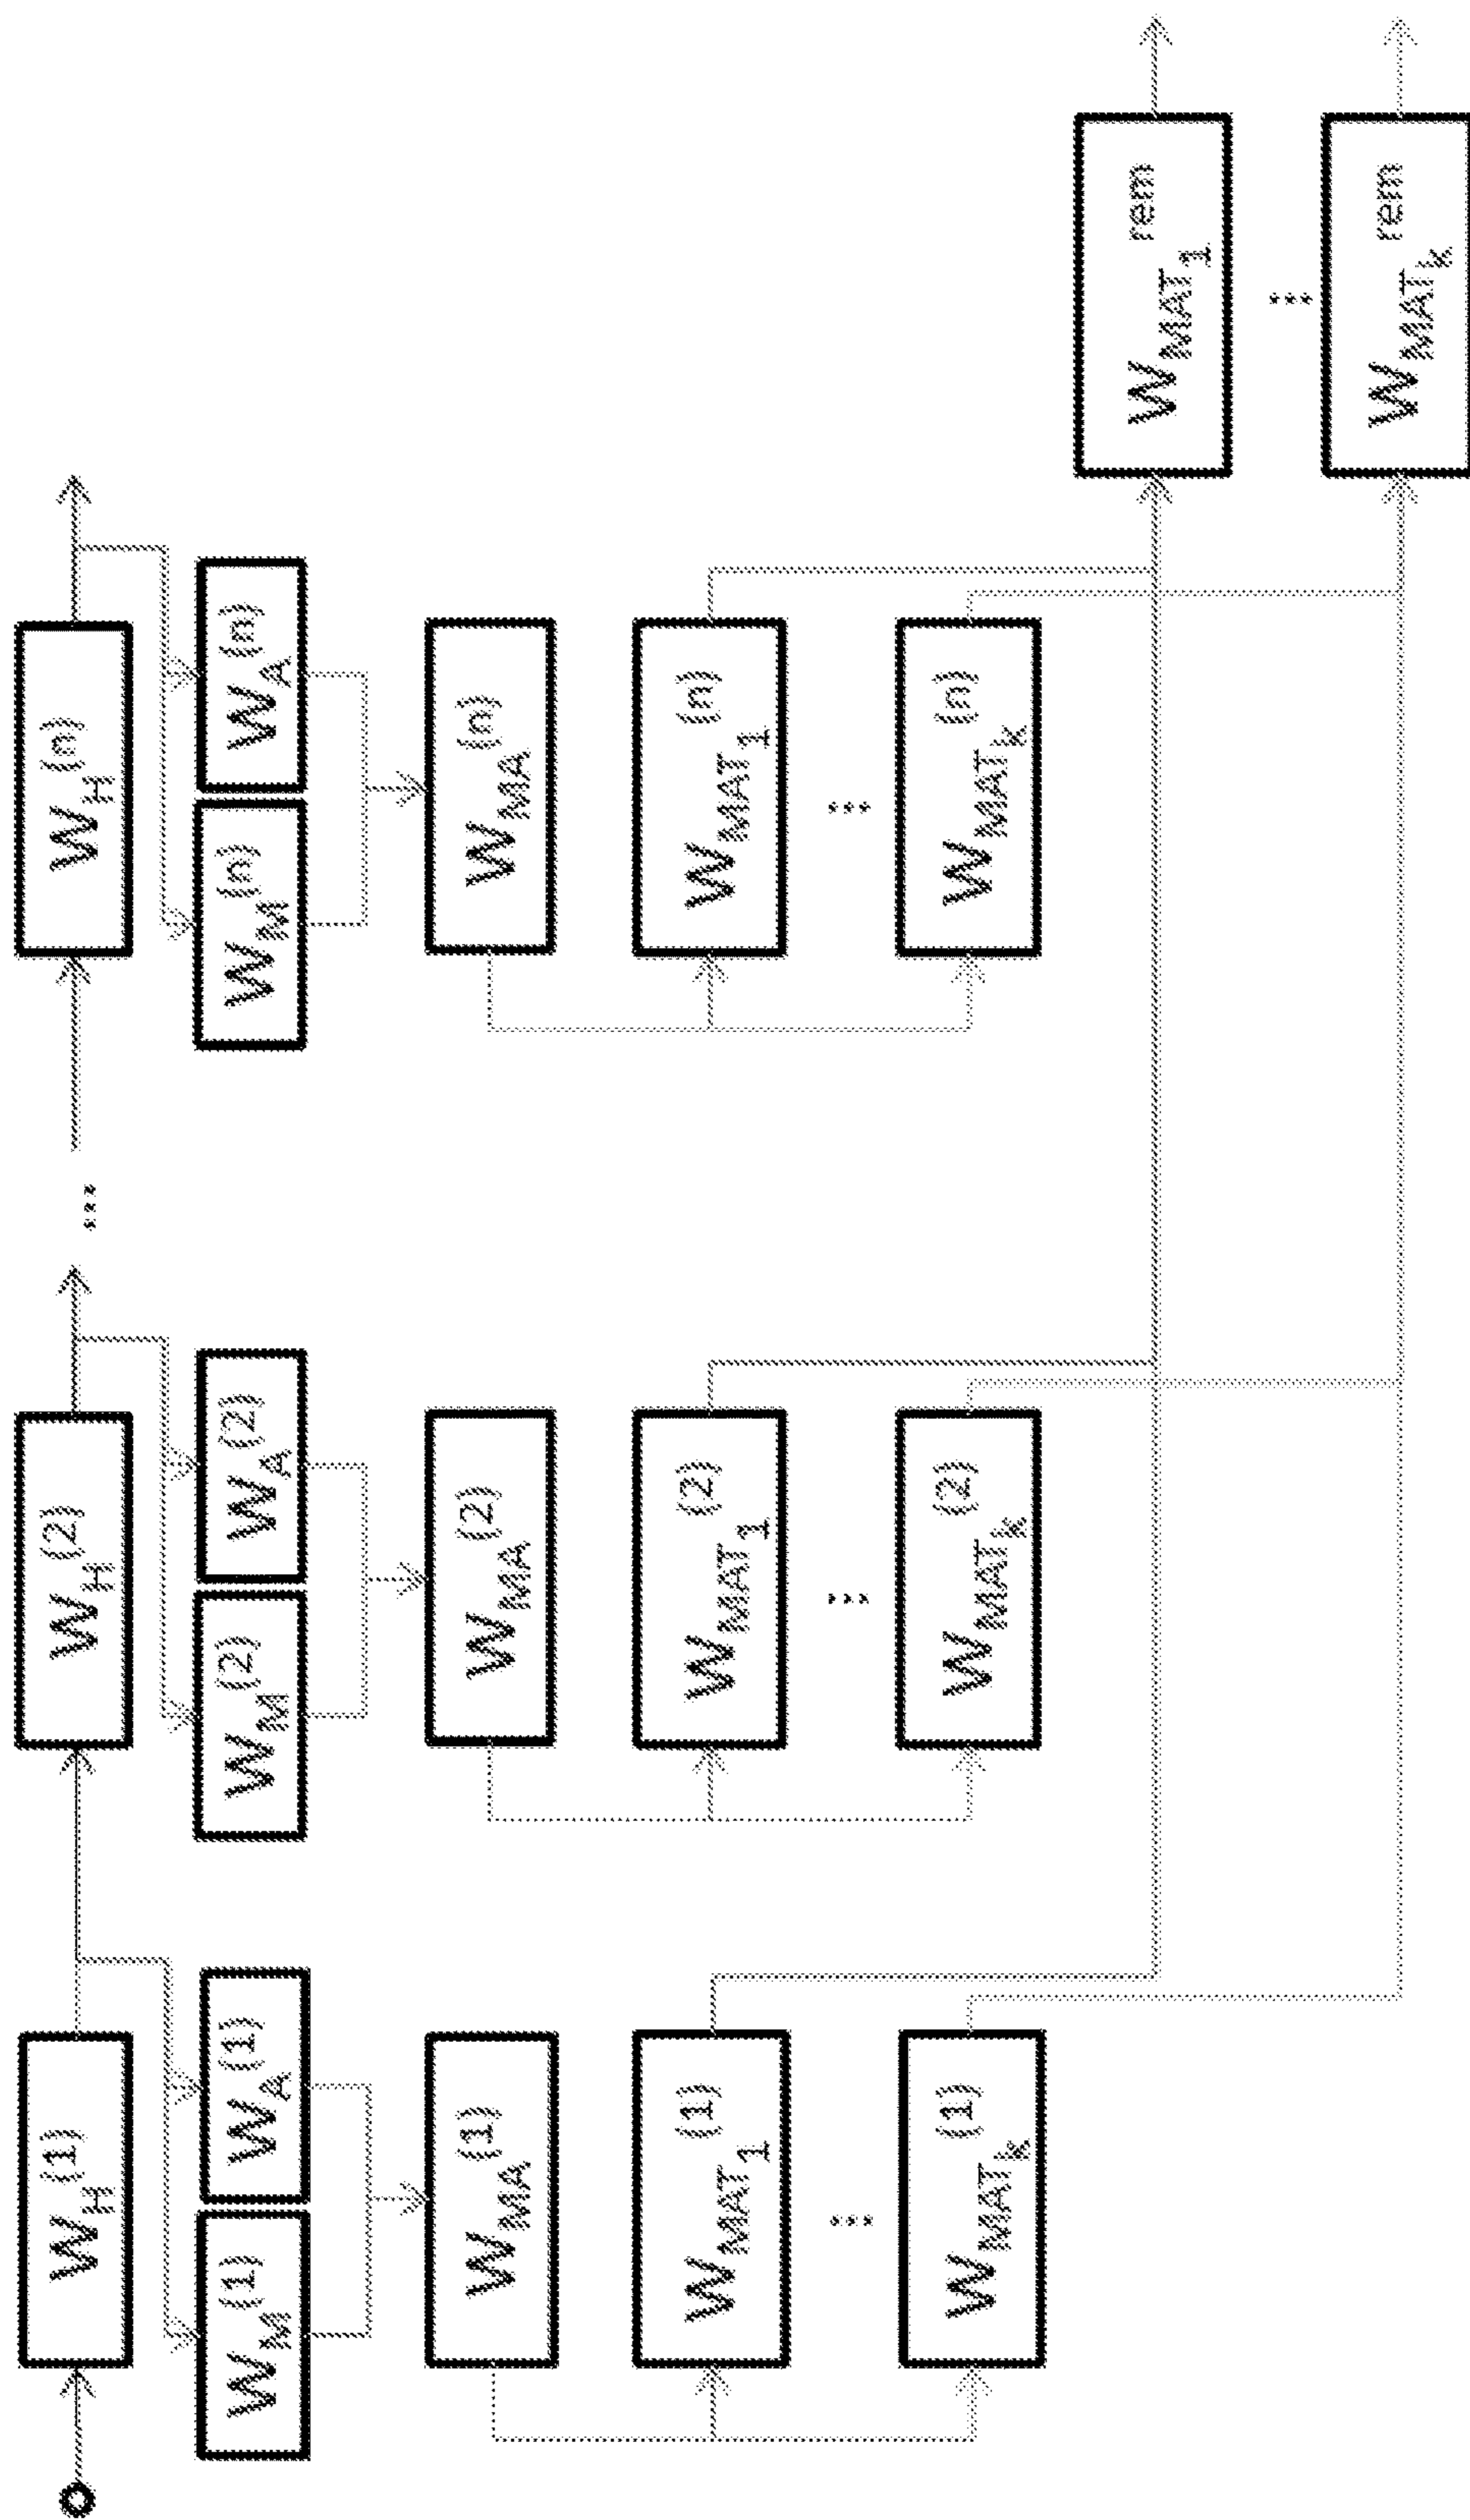 W_H^(1) W_H^(2) ... W_H^(n)
W_M^(1) W_A^(1) W_M^(2) W_A^(2) W_M^(n) W_A^(n)
W_MA^(1) W_MA^(2) W_MA^(n)
W_MAT_1^(1) W_MAT_1^(2) W_MAT_1^(n)
... ... ...
W_MAT_k^(1) W_MAT_k^(2) W_MAT_k^(n)
W_MAT_1^rem
...
W_MAT_k^rem